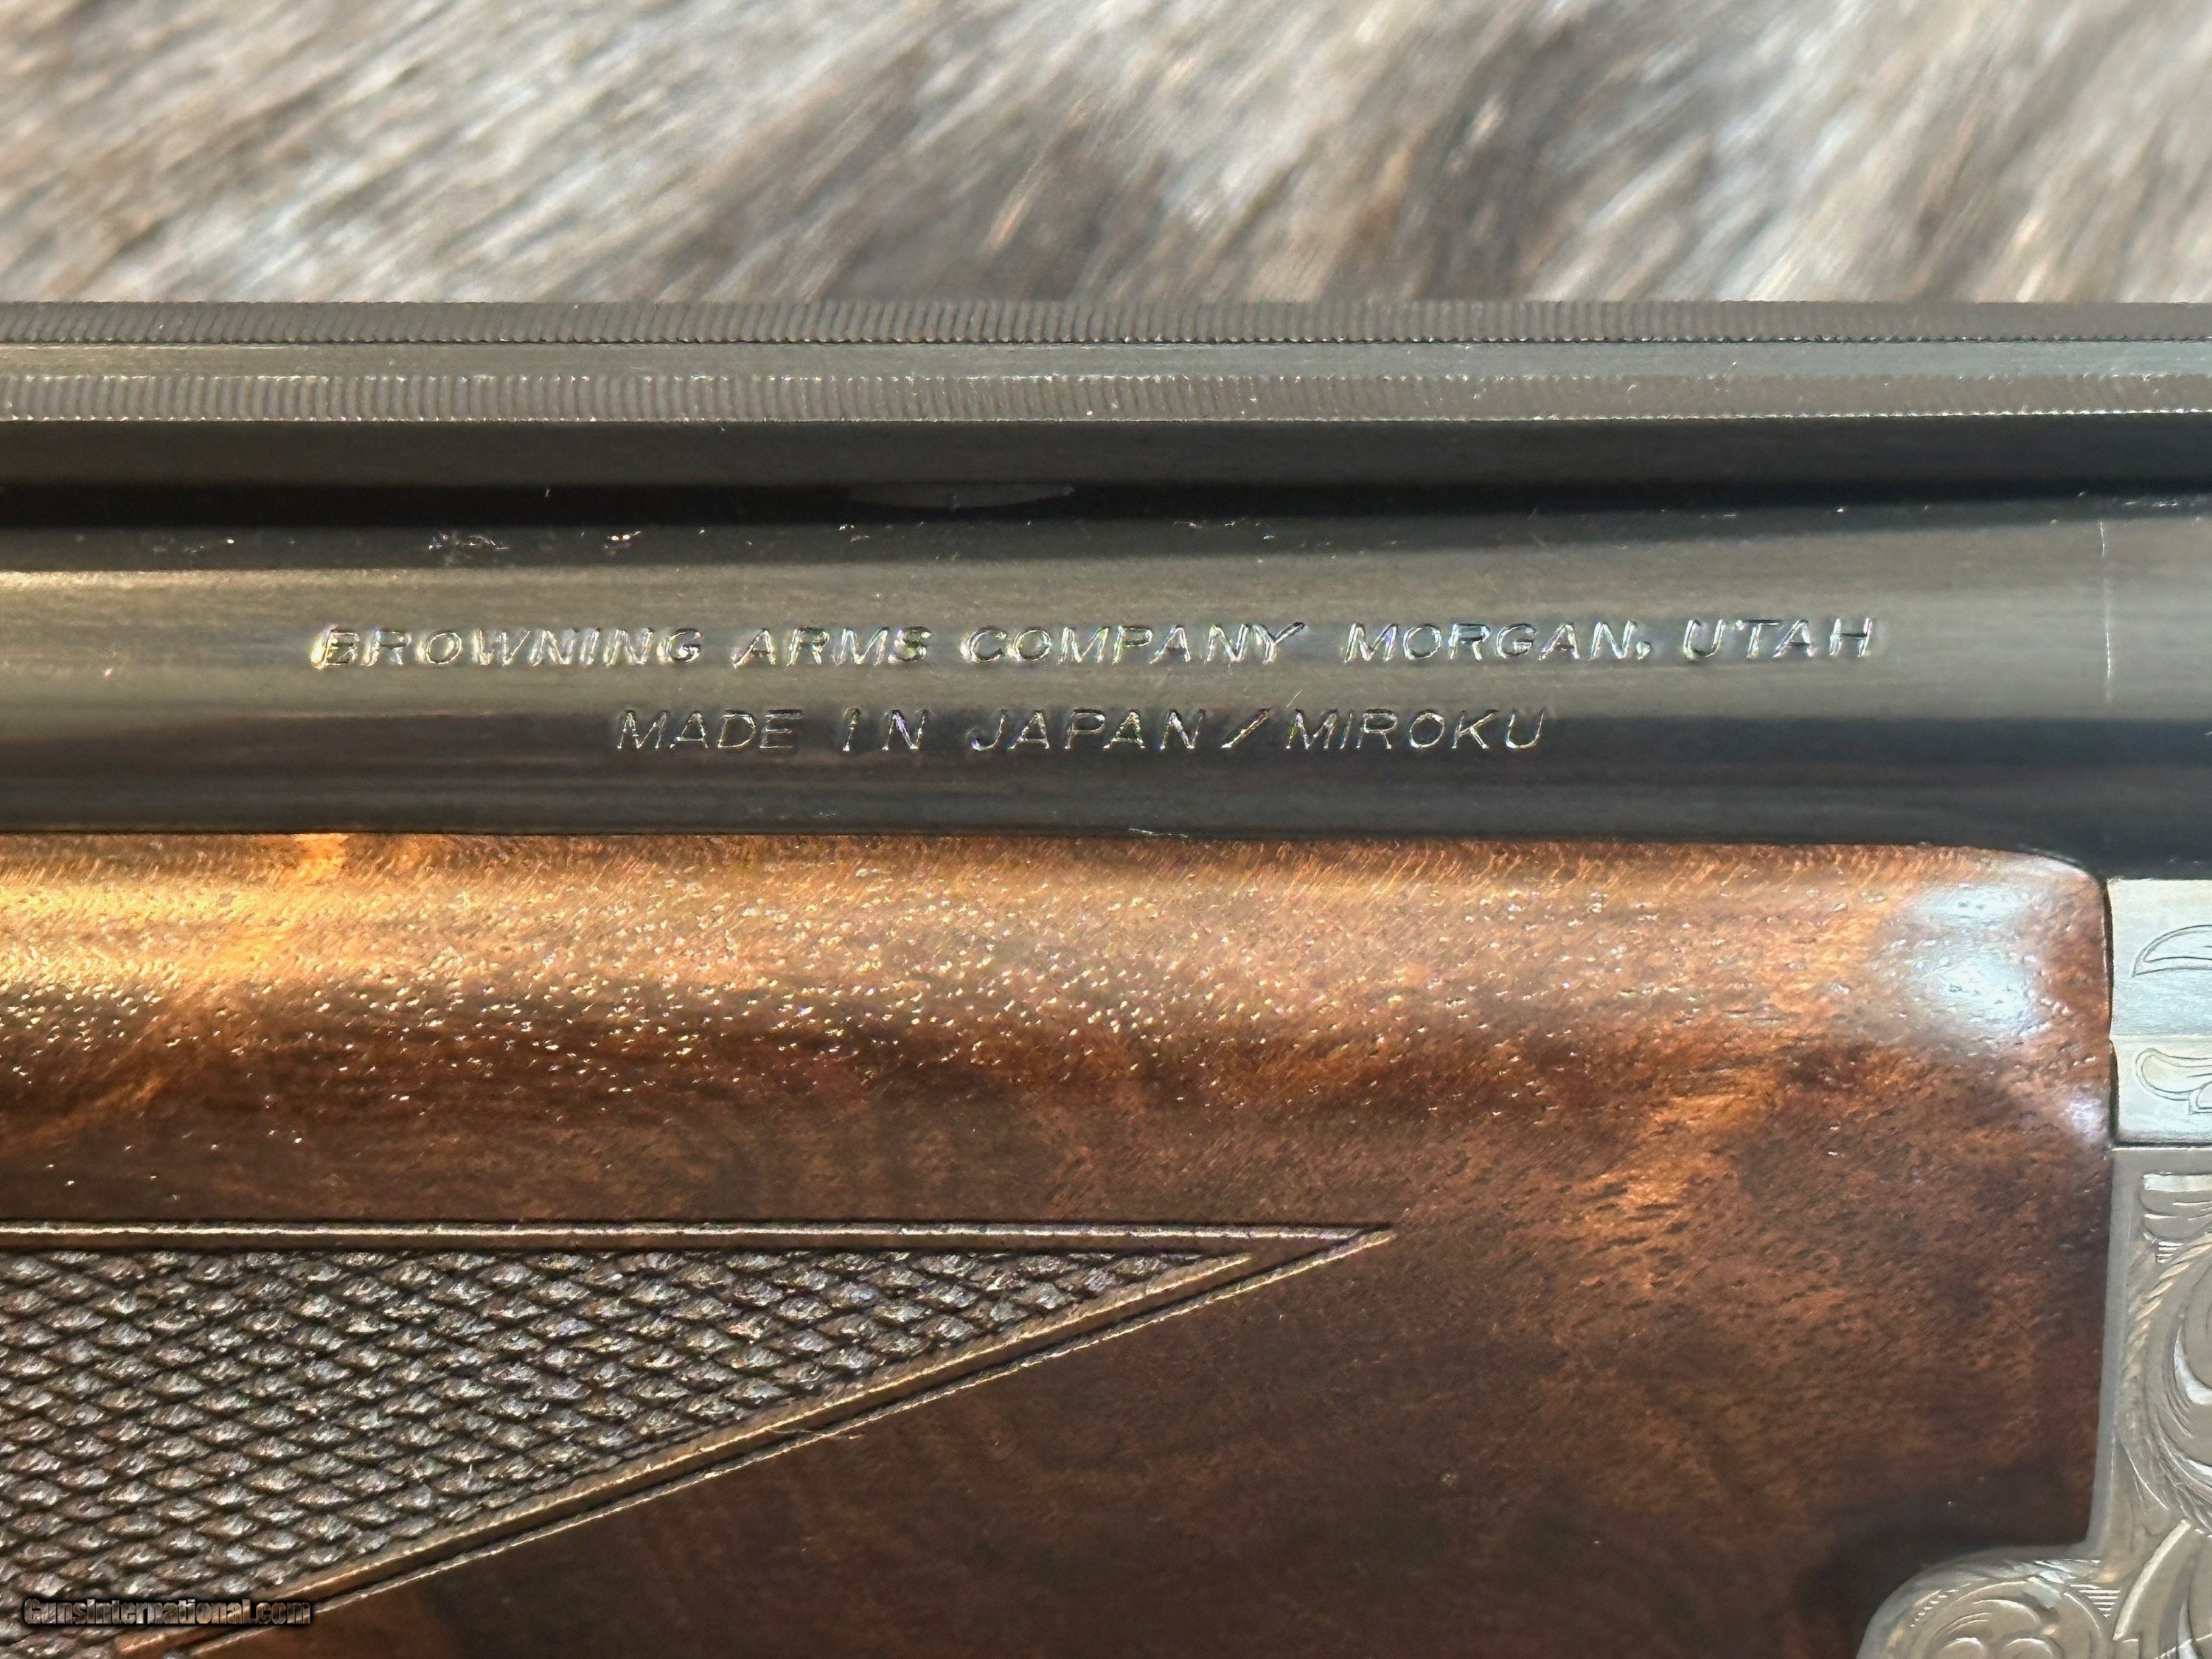 BROWNING ARMS COMPANY MORGAN, UTAH
MADE IN JAPAN/MIROKU
GunsInternational.com